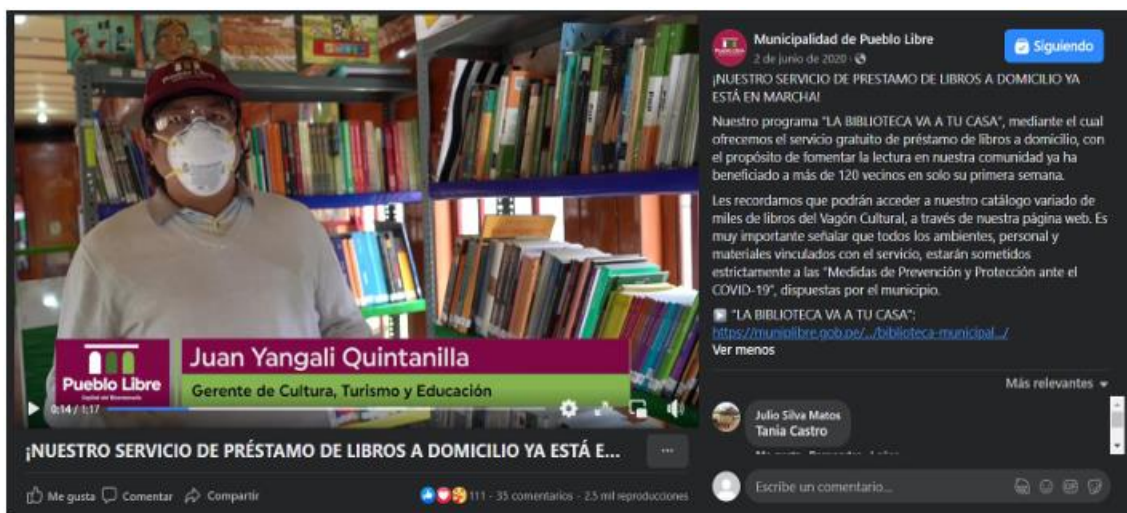 Pueblo Libre
Juan Yangali Quintanilla
Gerente de Cultura, Turismo y Educación
Pueblo Libre
0:14 / 1:17
¡NUESTRO SERVICIO DE PRÉSTAMO DE LIBROS A DOMICILIO YA ESTÁ E...
Me gusta Comentar Compartir
111 - 35 comentarios - 2.5 mil reproducciones
Municipalidad de Pueblo Libre
2 de junio de 2020
Siguiendo
¡NUESTRO SERVICIO DE PRESTAMO DE LIBROS A DOMICILIO YA
ESTÁ EN MARCHA!
Nuestro programa "LA BIBLIOTECA VA A TU CASA", mediante el cual
ofrecemos el servicio gratuito de préstamo de libros a domicilio, con
el propósito de fomentar la lectura en nuestra comunidad ya ha
beneficiado a más de 120 vecinos en solo su primera semana.
Les recordamos que podrán acceder a nuestro catálogo variado de
miles de libros del Vagón Cultural, a través de nuestra página web. Es
muy importante señalar que todos los ambientes, personal y
materiales vinculados con el servicio, estarán sometidos
estrictamente a las "Medidas de Prevención y Protección ante el
COVID-19", dispuestas por el municipio.
"LA BIBLIOTECA VA A TU CASA":
https://muniplibre.gob.pe/.../biblioteca-municipal.../
Ver menos
Más relevantes
Julio Silva Matos
Tania Castro
Escribe un comentario...